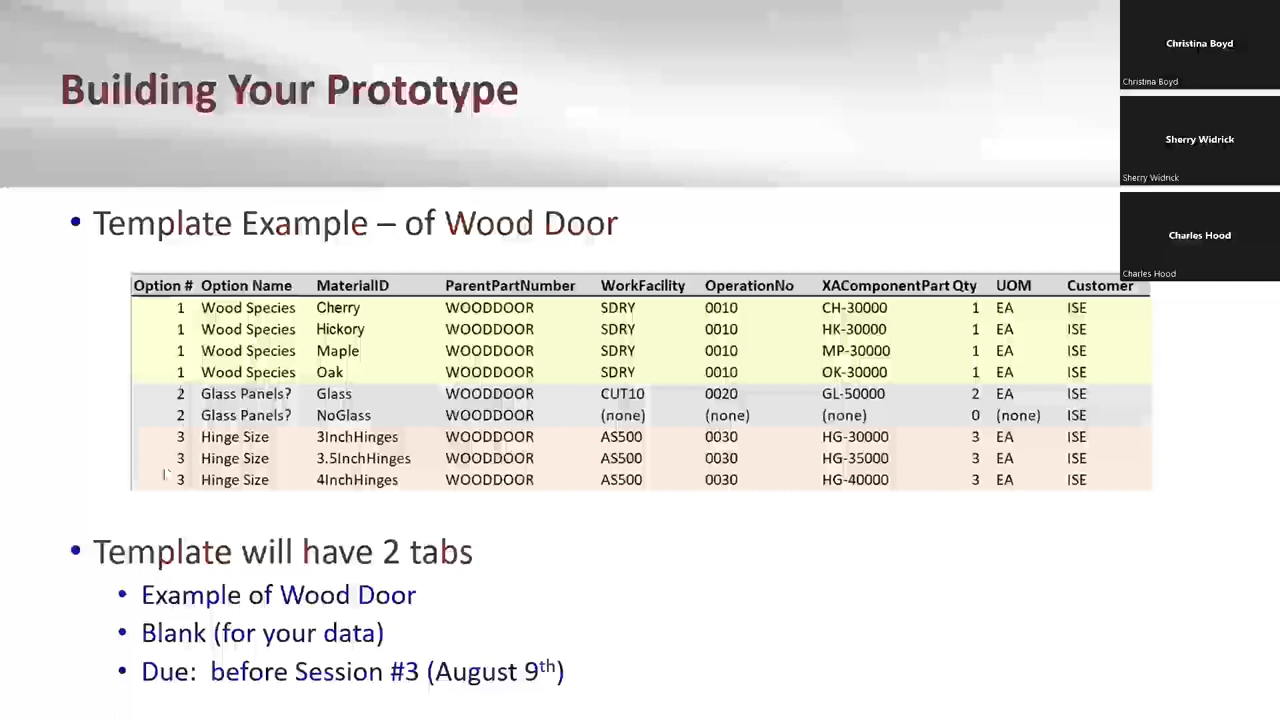 Building Your Prototype
Christina Boyd
Christina Boyd
Sherry Widrick
Sherry Widrick
Charles Hood
Charles Hood
• Template Example – of Wood Door
Option # Option Name MaterialID ParentPartNumber WorkFacility OperationNo XAComponentPart Qty UOM Customer
1 Wood Species Cherry WOODDOOR SDRY 0010 CH-30000 1 EA ISE
1 Wood Species Hickory WOODDOOR SDRY 0010 HK-30000 1 EA ISE
1 Wood Species Maple WOODDOOR SDRY 0010 MP-30000 1 EA ISE
1 Wood Species Oak WOODDOOR SDRY 0010 OK-30000 1 EA ISE
2 Glass Panels? Glass WOODDOOR CUT10 0020 GL-50000 2 EA ISE
2 Glass Panels? NoGlass WOODDOOR (none) (none) (none) 0 (none) ISE
3 Hinge Size 3InchHinges WOODDOOR AS500 0030 HG-30000 3 EA ISE
3 Hinge Size 3.5InchHinges WOODDOOR AS500 0030 HG-35000 3 EA ISE
3 Hinge Size 4InchHinges WOODDOOR AS500 0030 HG-40000 3 EA ISE
• Template will have 2 tabs
• Example of Wood Door
• Blank (for your data)
• Due: before Session #3 (August 9th)